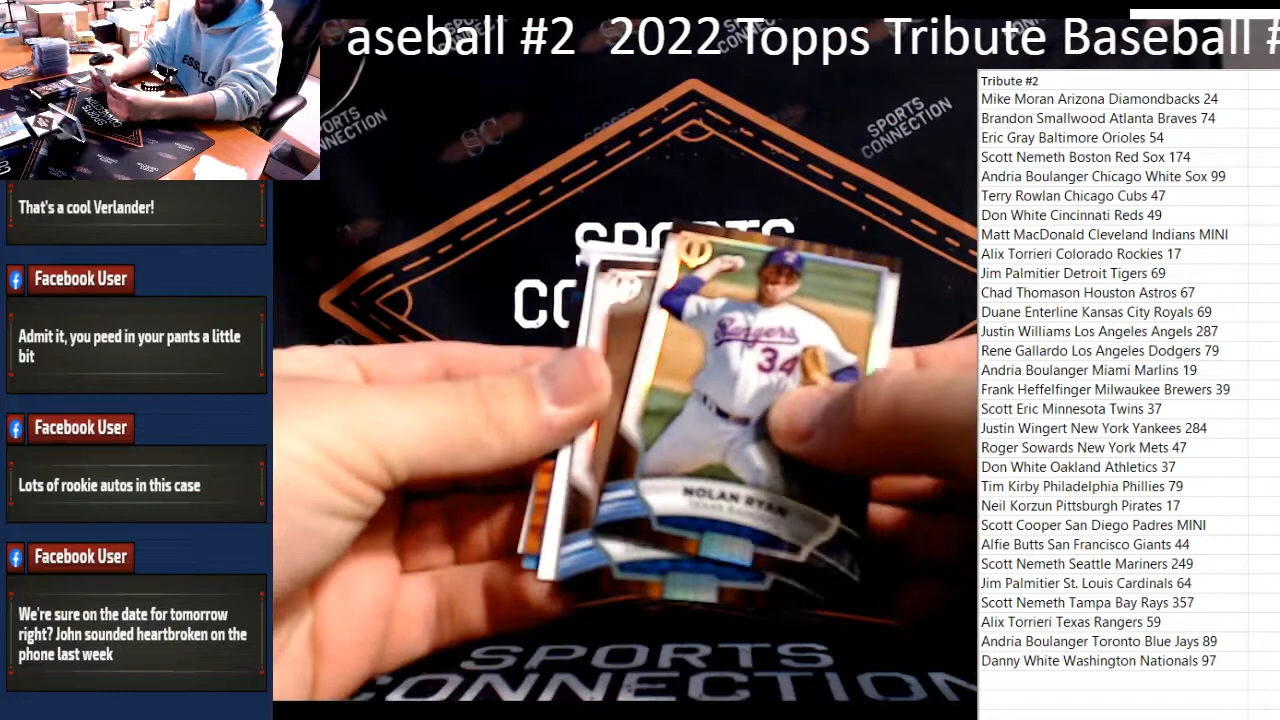 aseball #2 2022 Topps Tribute Baseball #
That's a cool Verlander!
Facebook User
Admit, you peed in your pants a little
bit
Facebook User
Lots of rookie autos in this case
Facebook User
We're sure on the date for tomorrow
right? John sounded heartbroken on the
phone last week
SPORTS
CONNECTION
SPORTS
CONNECTION
SC
SPORTS
CO
Rangers
34
NOLAN RYAN
SPORTS
CONNECTION
Tribute #2
Mike Moran Arizona Diamondbacks 24
Brandon Smallwood Atlanta Braves 74
Eric Gray Baltimore Orioles 54
Scott Nemeth Boston Red Sox 174
Andria Boulanger Chicago White Sox 99
Terry Rowlan Chicago Cubs 47
Don White Cincinnati Reds 49
Matt MacDonald Cleveland Indians MINI
Alix Torrieri Colorado Rockies 17
Jim Palmitier Detroit Tigers 69
Chad Thomason Houston Astros 67
Duane Enterline Kansas City Royals 69
Justin Williams Los Angeles Angels 287
Rene Gallardo Los Angeles Dodgers 79
Andria Boulanger Miami Marlins 19
Frank Heffelfinger Milwaukee Brewers 39
Scott Eric Minnesota Twins 37
Justin Wingert New York Yankees 284
Roger Sowards New York Mets 47
Don White Oakland Athletics 37
Tim Kirby Philadelphia Phillies 79
Neil Korzun Pittsburgh Pirates 17
Scott Cooper San Diego Padres MINI
Alfie Butts San Francisco Giants 44
Scott Nemeth Seattle Mariners 249
Jim Palmitier St. Louis Cardinals 64
Scott Nemeth Tampa Bay Rays 357
Alix Torrieri Texas Rangers 59
Andria Boulanger Toronto Blue Jays 89
Danny White Washington Nationals 97